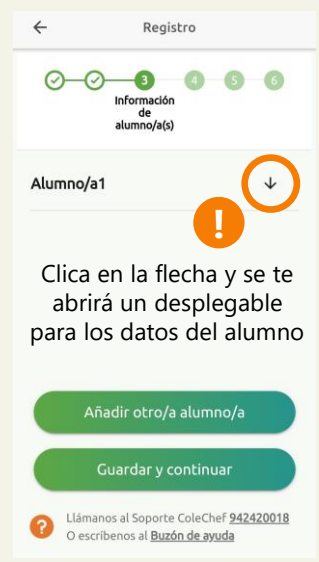 Registro
3 4 5 6
Información
de
alumno/a(s)
Alumno/a1
!
Clica en la flecha y se te
abrirá un desplegable
para los datos del alumno
Añadir otro/a alumno/a
Guardar y continuar
? Llámanos al Soporte ColeChef 942420018
O escríbenos al Buzón de ayuda